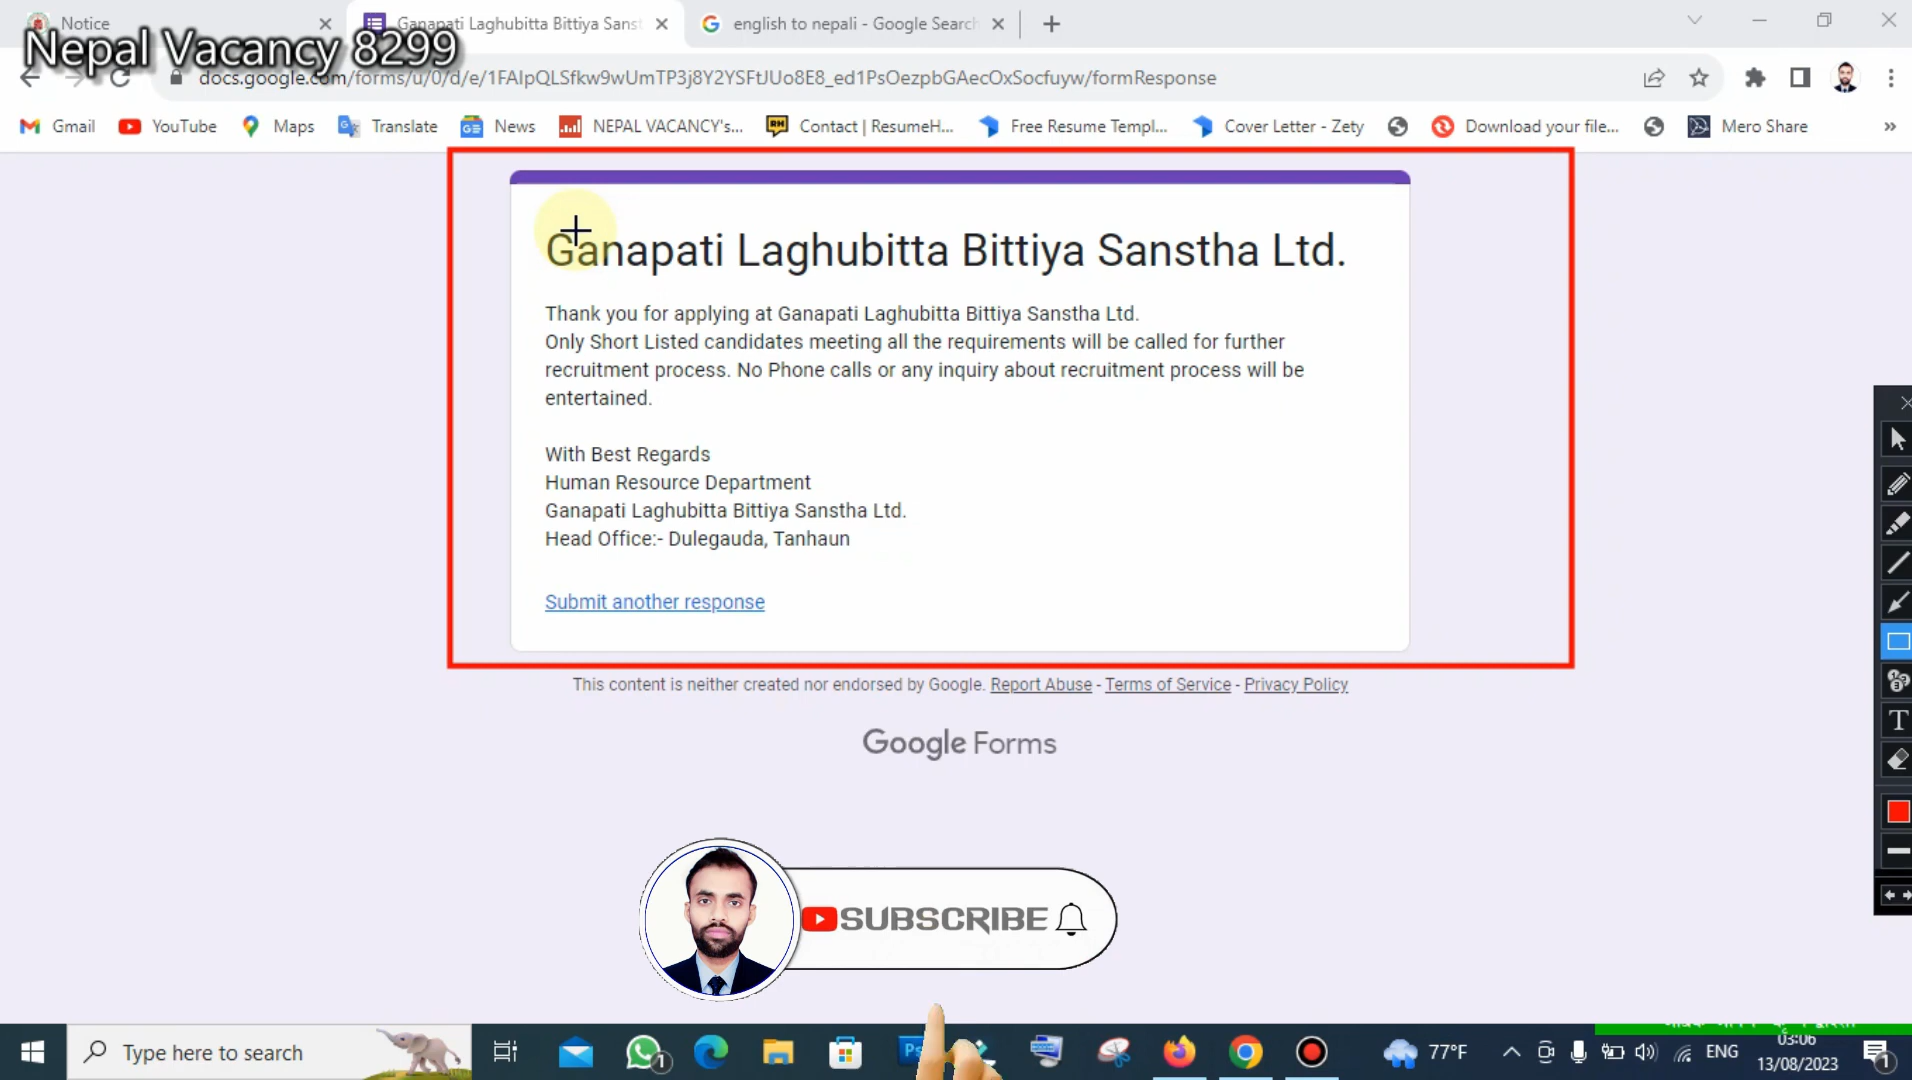 Notice
Ganapati Laghubitta Bittiya Sanst
english to nepali - Google Search
Nepal Vacancy 8299
docs.google.com/forms/u/0/d/e/1FAIpQLSfkw9wUmTP3j8Y2YSFtJUo8E8_ed1PsOezpbGAecOxSocfuyw/formResponse
Gmail
YouTube
Maps
Translate
News
NEPAL VACANCY's...
Contact | ResumeH...
Free Resume Templ...
Cover Letter - Zety
Download your file...
Mero Share
Ganapati Laghubitta Bittiya Sanstha Ltd.
Thank you for applying at Ganapati Laghubitta Bittiya Sanstha Ltd.
Only Short Listed candidates meeting all the requirements will be called for further
recruitment process. No Phone calls or any inquiry about recruitment process will be
entertained.
With Best Regards
Human Resource Department
Ganapati Laghubitta Bittiya Sanstha Ltd.
Head Office:- Dulegauda, Tanhaun
Submit another response
This content is neither created nor endorsed by Google. Report Abuse - Terms of Service - Privacy Policy
Google Forms
SUBSCRIBE
Type here to search
1
Ps
77°F
ENG
03:06
13/08/2023
1